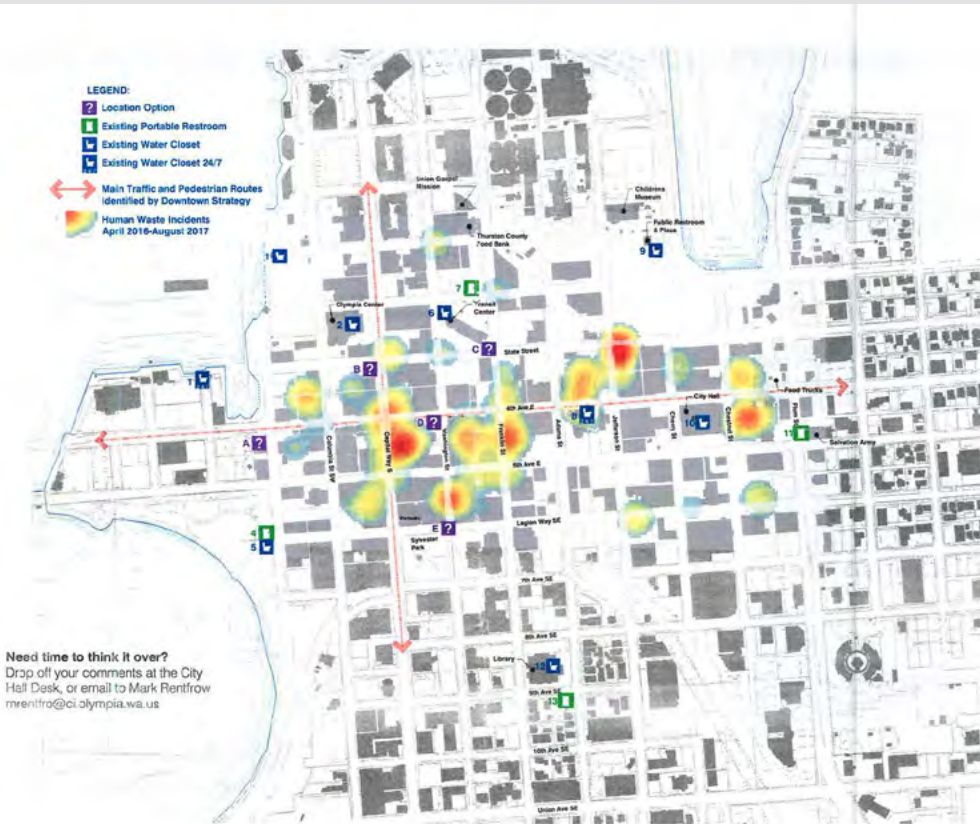 LEGEND:
? Location Option
Existing Portable Restroom
Existing Water Closet
Existing Water Closet 24/7
Main Traffic and Pedestrian Routes
Identified by Downtown Strategy
Human Waste Incidents
April 2016-August 2017
Union Gospel
Mission
Childrens
Museum
Thurston County
Food Bank
Public Restroom
& Plaza
9
1
7
Olympia Center
2
6
Transit
Center
C ?
State Street
B ?
1
Food Trucks
4th Ave E
City Hall
D ?
10
Plum
11
Salvation Army
A ?
Columbia St SW
Capitol Way S
Washington St
Franklin St
Adams St
Jefferson St
Cherry St
Chestnut St
5th Ave E
4
5
E ?
Legion Way SE
Sylvester
Park
7th Ave SE
8th Ave SE
Library
12
9th Ave SE
13
10th Ave SE
Union Ave SE
Need time to think it over?
Drop off your comments at the City
Hall Desk, or email to Mark Rentfrow
mrentfro@ci.olympia.wa.us